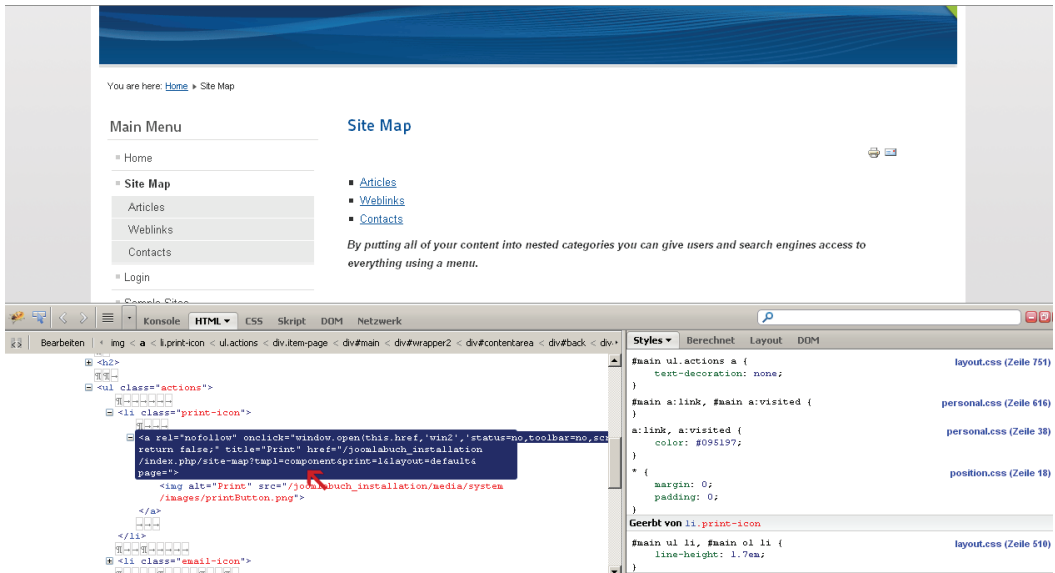 You are here: Home ▸ Site Map
Main Menu
Home
Site Map
Articles
Weblinks
Contacts
Login
Sample Sites
Site Map
Articles
Weblinks
Contacts
By putting all of your content into nested categories you can give users and search engines access to
everything using a menu.
Konsole HTML CSS Skript DOM Netzwerk
Bearbeiten img < a < li.print-icon < ul.actions < div.item-page < div#main < div#wrapper2 < div#contentarea < div#back < div
<h2>
<ul class="actions">
<li class="print-icon">
<a rel="nofollow" onclick="window.open(this.href,'win2','status=no,toolbar=no,scr
return false;" title="Print" href="/joomlabuch_installation
/index.php/site-map?tmpl=component&print=1&layout=default&
page=">
<img alt="Print" src="/joomlabuch_installation/media/system
/images/printButton.png">
</a>
</li>
<li class="email-icon">
Styles Berechnet Layout DOM
#main ul.actions a { layout.css (Zeile 751)
text-decoration: none;
}
#main a:link, #main a:visited { personal.css (Zeile 616)
}
a:link, a:visited { personal.css (Zeile 38)
color: #095197;
}
* { position.css (Zeile 18)
margin: 0;
padding: 0;
}
Geerbt von li.print-icon
#main ul li, #main ol li { layout.css (Zeile 510)
line-height: 1.7em;
}